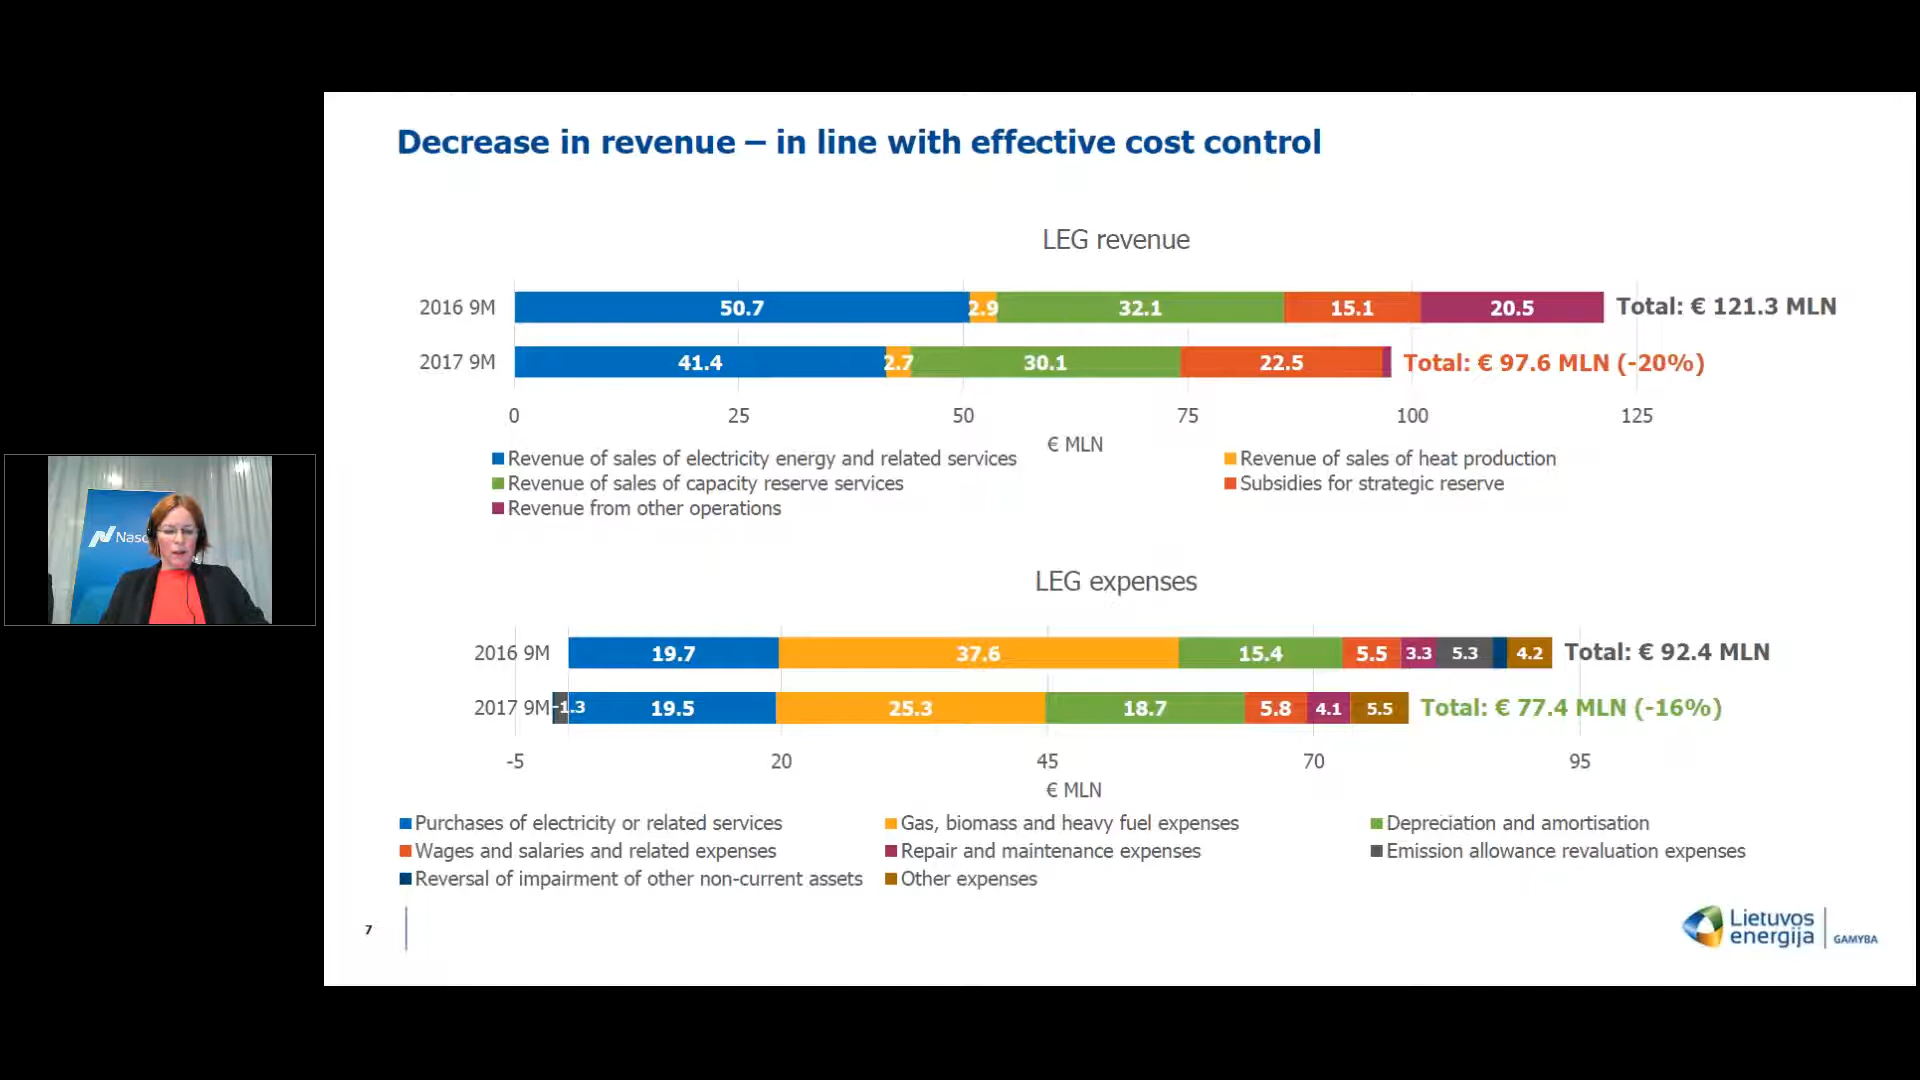 Decrease in revenue – in line with effective cost control
LEG revenue
2016 9M 50.7 2.9 32.1 15.1 20.5 Total: € 121.3 MLN
2017 9M 41.4 2.7 30.1 22.5 Total: € 97.6 MLN (-20%)
0 25 50 75 100 125
€ MLN
Revenue of sales of electricity energy and related services
Revenue of sales of heat production
Revenue of sales of capacity reserve services
Subsidies for strategic reserve
Revenue from other operations
LEG expenses
2016 9M 19.7 37.6 15.4 5.5 3.3 5.3 4.2 Total: € 92.4 MLN
2017 9M -1.3 19.5 25.3 18.7 5.8 4.1 5.5 Total: € 77.4 MLN (-16%)
-5 20 45 70 95
€ MLN
Purchases of electricity or related services
Gas, biomass and heavy fuel expenses
Depreciation and amortisation
Wages and salaries and related expenses
Repair and maintenance expenses
Emission allowance revaluation expenses
Reversal of impairment of other non-current assets
Other expenses
7
Lietuvos
energija
GAMYBA
Nasd